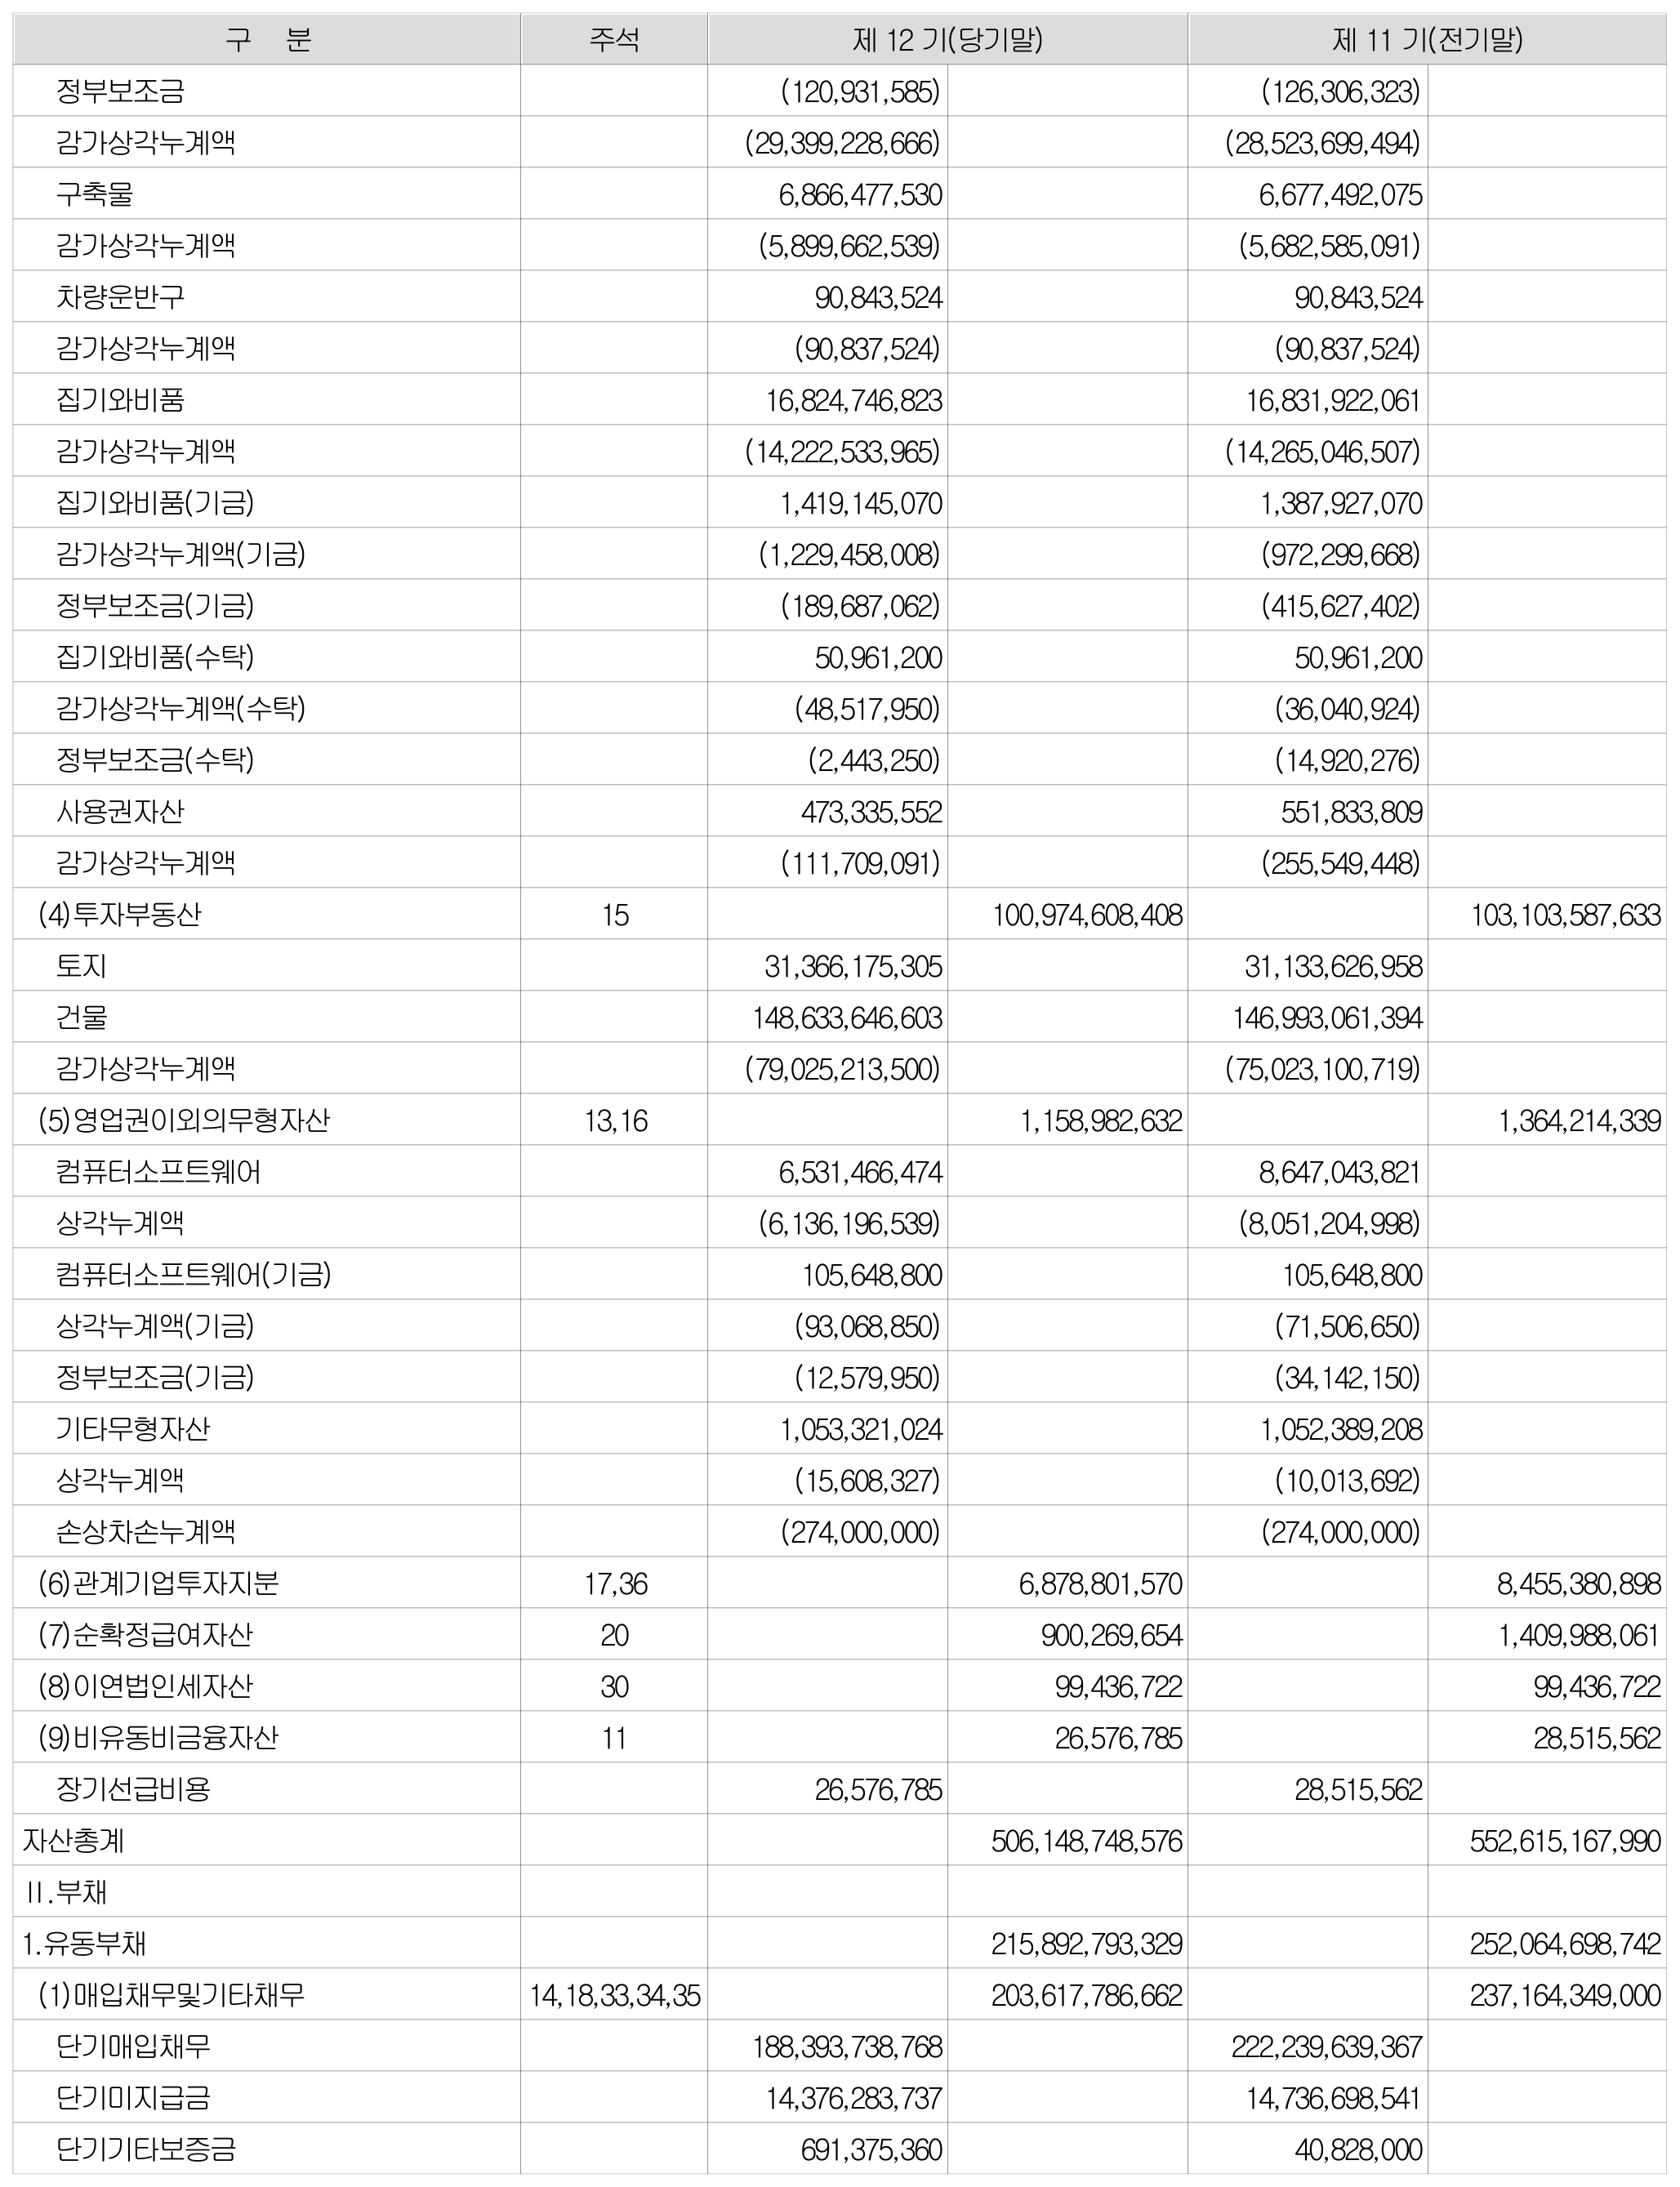 구 분 주석 제 12 기(당기말) 제 11 기(전기말)
정부보조금 (120,931,585) (126,306,323)
감가상각누계액 (29,399,228,666) (28,523,699,494)
구축물 6,866,477,530 6,677,492,075
감가상각누계액 (5,899,662,539) (5,682,585,091)
차량운반구 90,843,524 90,843,524
감가상각누계액 (90,837,524) (90,837,524)
집기와비품 16,824,746,823 16,831,922,061
감가상각누계액 (14,222,533,965) (14,265,046,507)
집기와비품(기금) 1,419,145,070 1,387,927,070
감가상각누계액(기금) (1,229,458,008) (972,299,668)
정부보조금(기금) (189,687,062) (415,627,402)
집기와비품(수탁) 50,961,200 50,961,200
감가상각누계액(수탁) (48,517,950) (36,040,924)
정부보조금(수탁) (2,443,250) (14,920,276)
사용권자산 473,335,552 551,833,809
감가상각누계액 (111,709,091) (255,549,448)
(4)투자부동산 15 100,974,608,408 103,103,587,633
토지 31,366,175,305 31,133,626,958
건물 148,633,646,603 146,993,061,394
감가상각누계액 (79,025,213,500) (75,023,100,719)
(5)영업권이외의무형자산 13,16 1,158,982,632 1,364,214,339
컴퓨터소프트웨어 6,531,466,474 8,647,043,821
상각누계액 (6,136,196,539) (8,051,204,998)
컴퓨터소프트웨어(기금) 105,648,800 105,648,800
상각누계액(기금) (93,068,850) (71,506,650)
정부보조금(기금) (12,579,950) (34,142,150)
기타무형자산 1,053,321,024 1,052,389,208
상각누계액 (15,608,327) (10,013,692)
손상차손누계액 (274,000,000) (274,000,000)
(6)관계기업투자지분 17,36 6,878,801,570 8,455,380,898
(7)순확정급여자산 20 900,269,654 1,409,988,061
(8)이연법인세자산 30 99,436,722 99,436,722
(9)비유동비금융자산 11 26,576,785 28,515,562
장기선급비용 26,576,785 28,515,562
자산총계 506,148,748,576 552,615,167,990
Ⅱ.부채
1.유동부채 215,892,793,329 252,064,698,742
(1)매입채무및기타채무 14,18,33,34,35 203,617,786,662 237,164,349,000
단기매입채무 188,393,738,768 222,239,639,367
단기미지급금 14,376,283,737 14,736,698,541
단기기타보증금 691,375,360 40,828,000